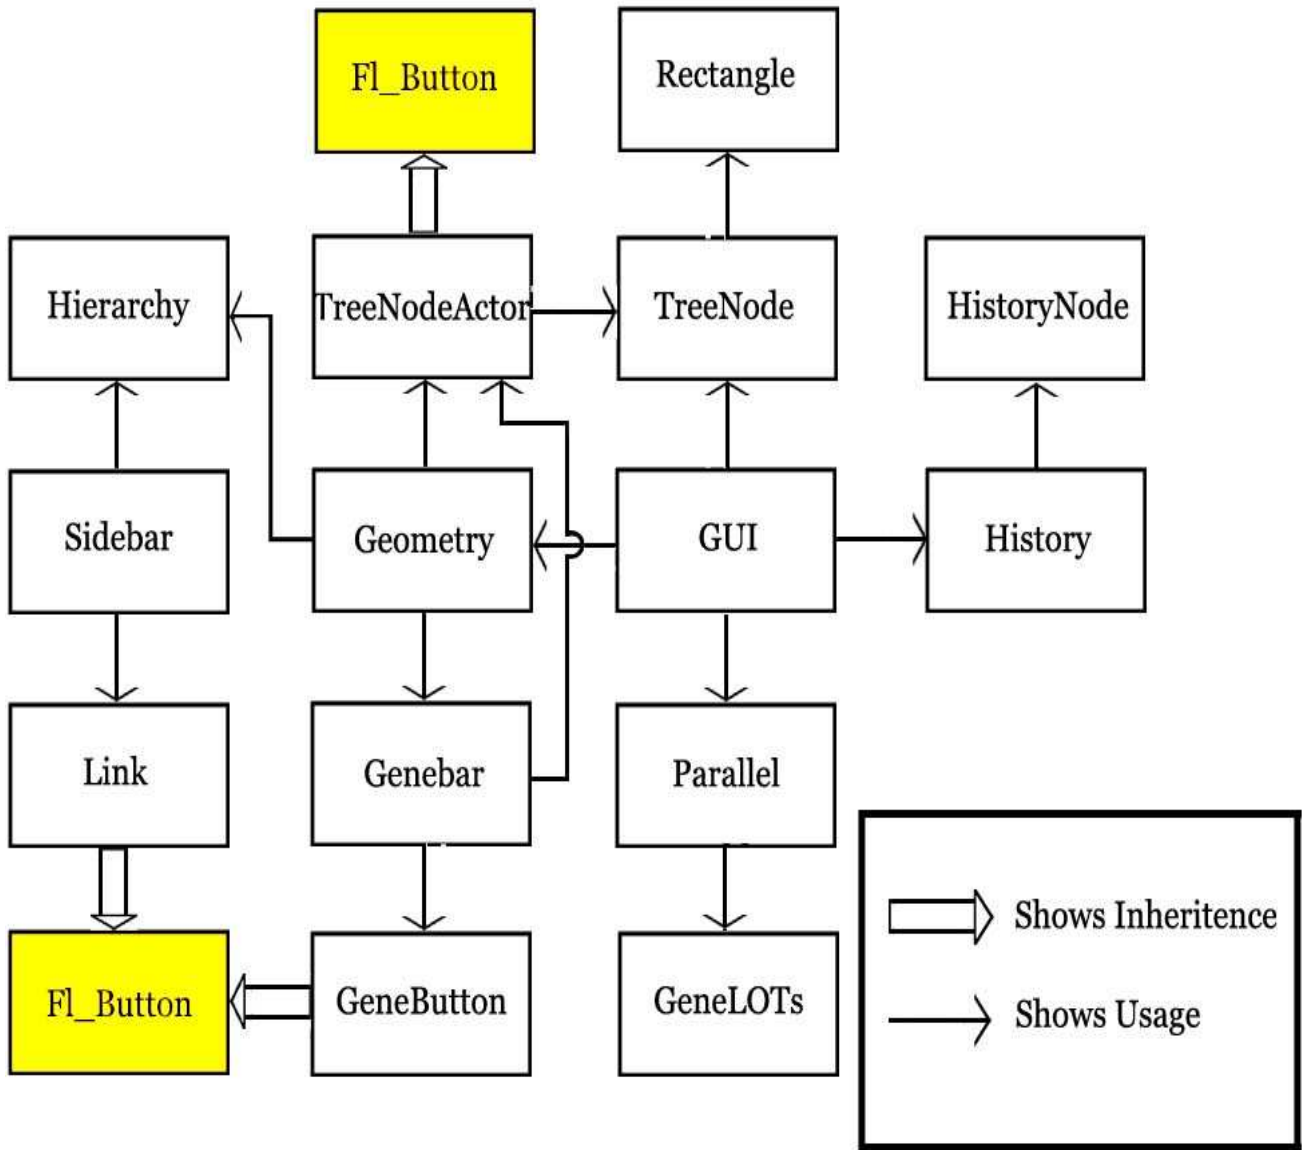 Fl_Button
Rectangle
Hierarchy
TreeNodeActor
TreeNode
HistoryNode
Sidebar
Geometry
GUI
History
Link
Genebar
Parallel
Shows Inheritence
Fl_Button
GeneButton
GeneLOTs
Shows Usage